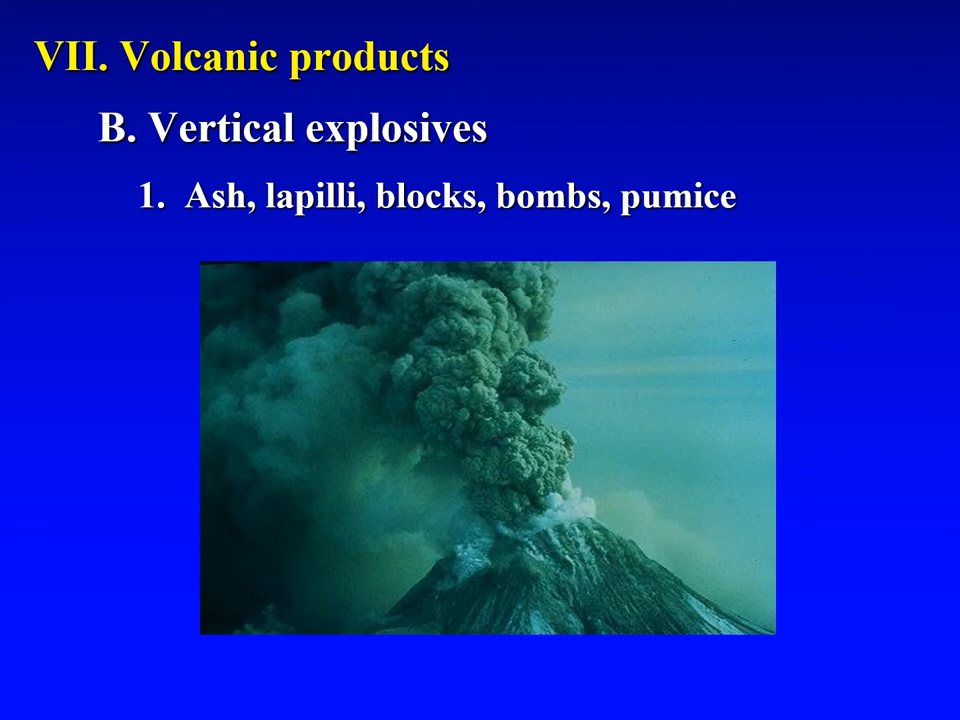 VII. Volcanic products
B. Vertical explosives
1. Ash, lapilli, blocks, bombs, pumice